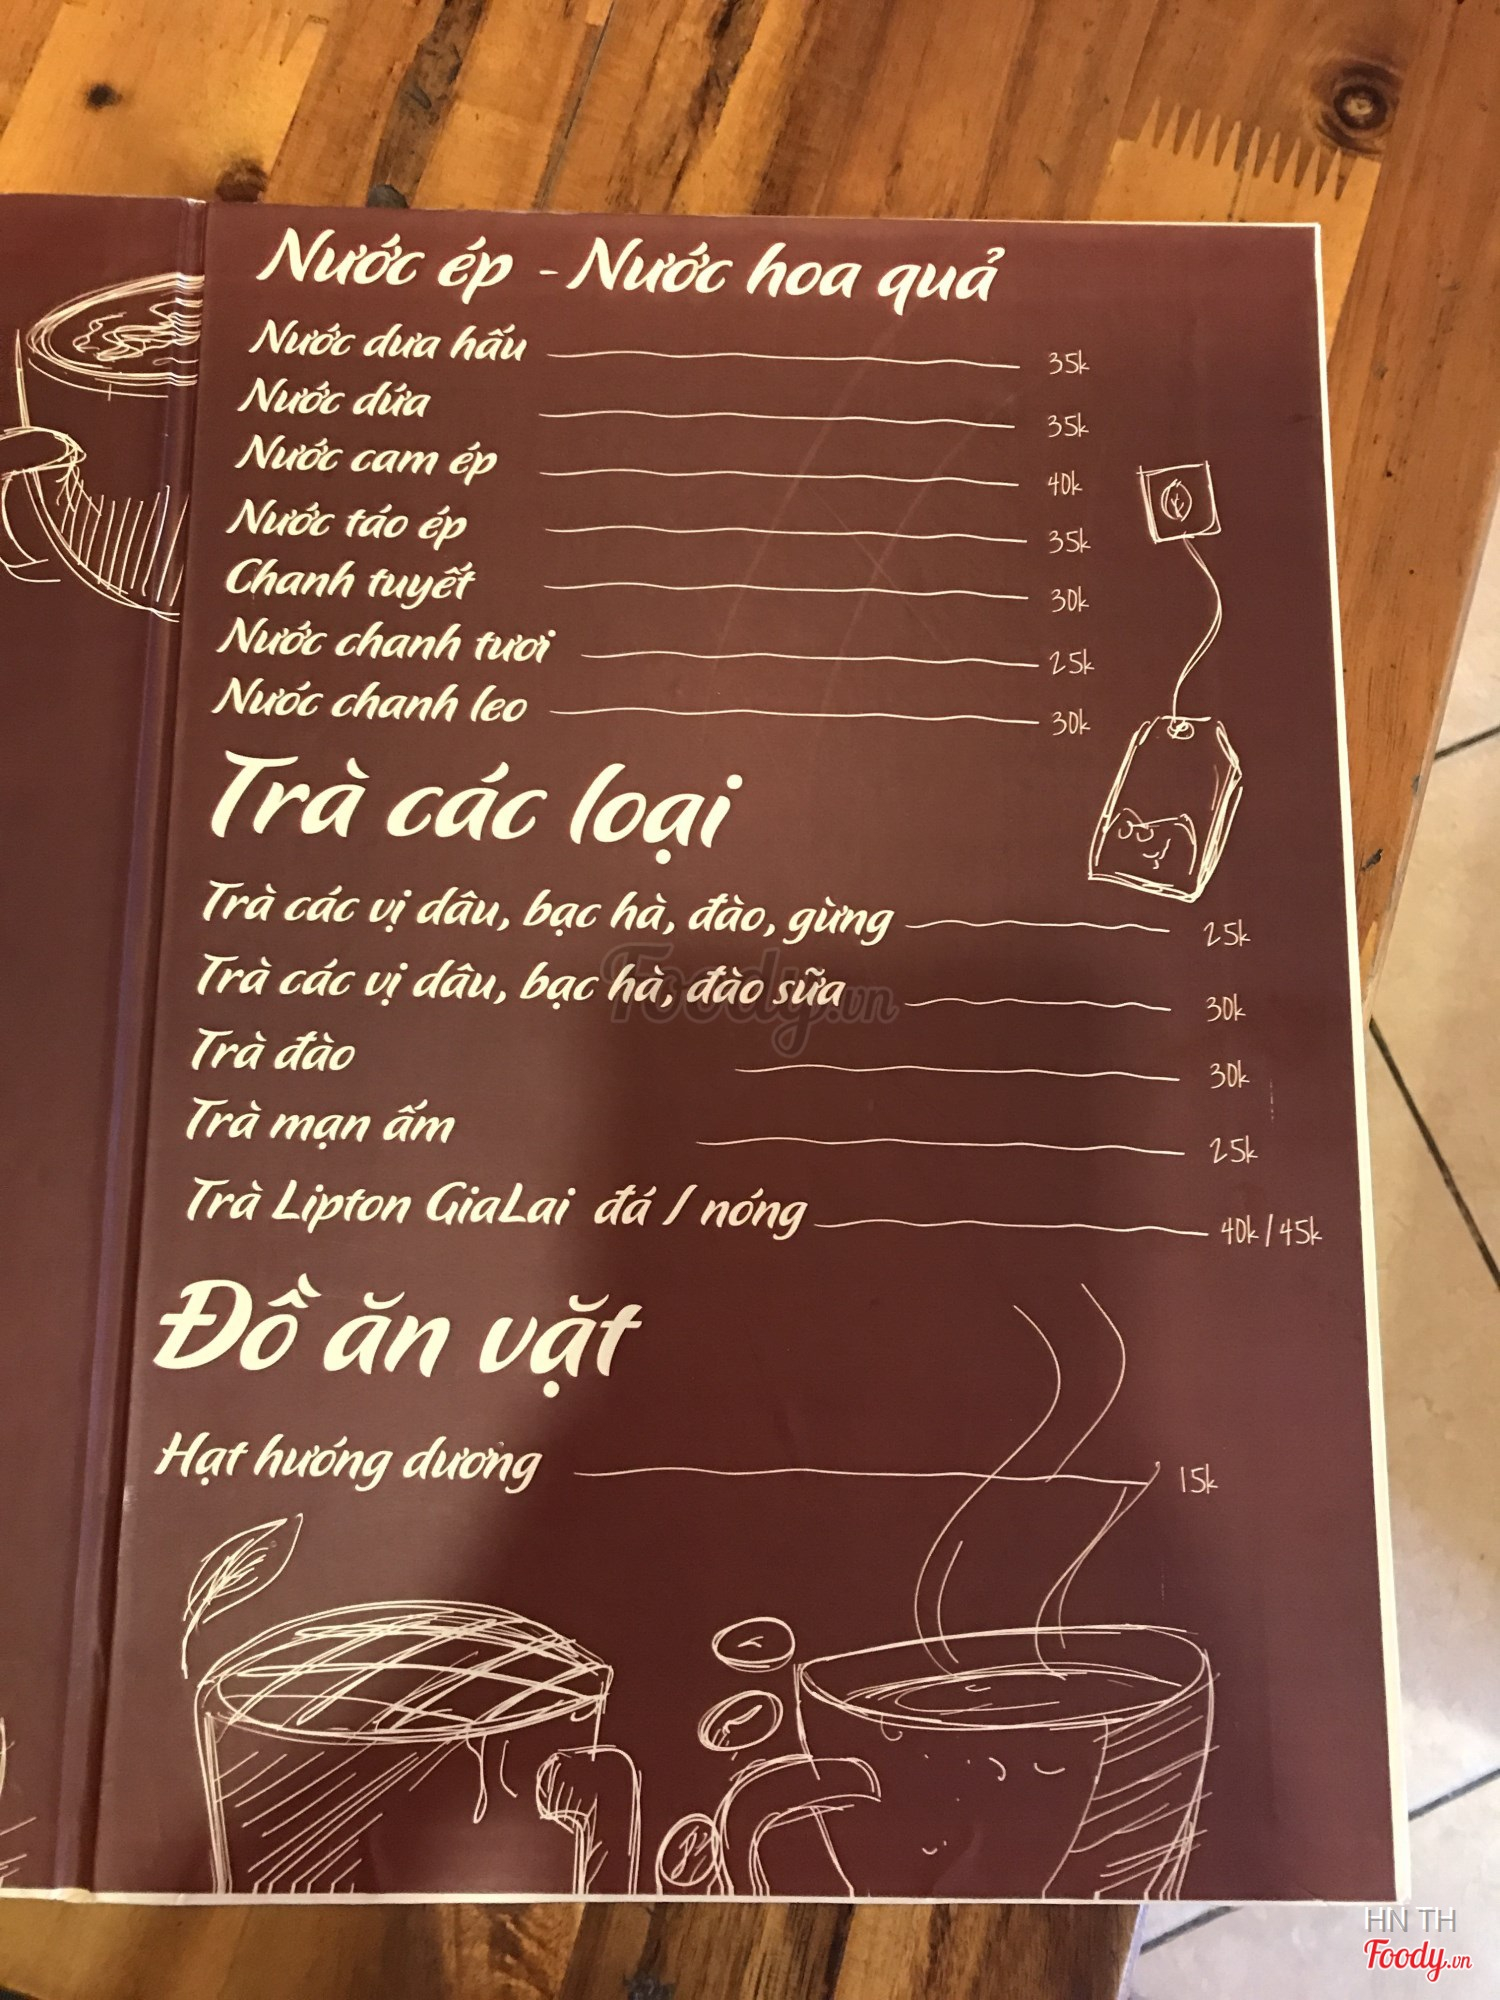 Nước ép - Nước hoa quả
Nước dưa hấu 35k
Nước dứa 35k
Nước cam ép 40k
Nước táo ép 35k
Chanh tuyết 30k
Nước chanh tươi 25k
Nước chanh leo 30k
Trà các loại
Trà các vị dâu, bạc hà, đào, gừng 25k
Trà các vị dâu, bạc hà, đào sữa 30k
Trà đào 30k
Trà mạn ấm 25k
Trà Lipton GiaLai đá / nóng 40k / 45k
Đồ ăn vặt
Hạt hướng dương 15k
Foody.vn
HN TH
Foody.vn